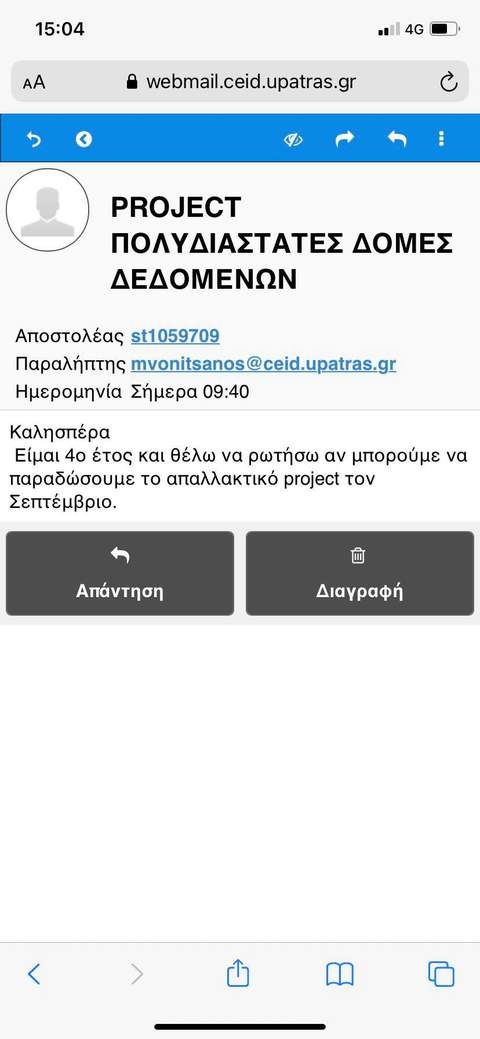 15:04
4G
AA
webmail.ceid.upatras.gr
PROJECT
ΠΟΛΥΔΙΑΣΤΑΤΕΣ ΔΟΜΕΣ
ΔΕΔΟΜΕΝΩΝ
Αποστολέας st1059709
Παραλήπτης mvonitsanos@ceid.upatras.gr
Ημερομηνία Σήμερα 09:40
Καλησπέρα
Είμαι 4ο έτος και θέλω να ρωτήσω αν μπορούμε να
παραδώσουμε το απαλλακτικό project τον
Σεπτέμβριο.
Απάντηση
Διαγραφή